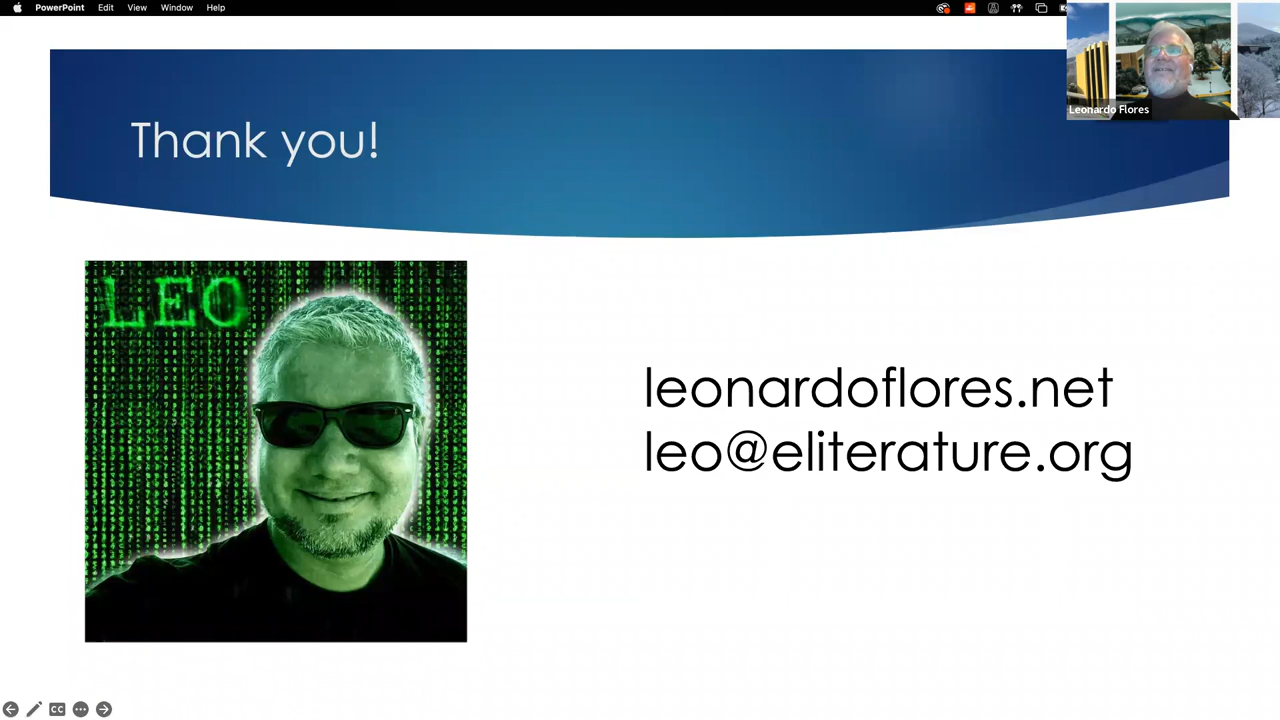 PowerPoint Edit View Window Help
Leonardo Flores
Thank you!
LEO
leonardoflores.net
leo@eliterature.org
CC